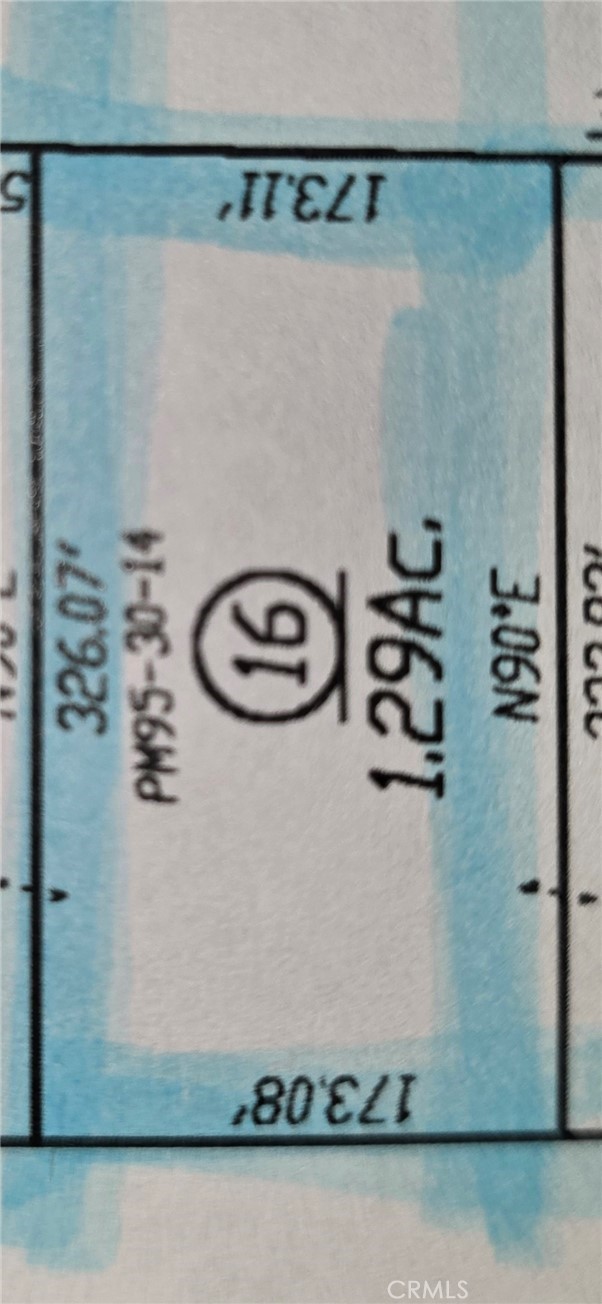 173.11'
326.07'
PM95-30-14
16
1.29AC.
N90°E
173.08'
CRMLS